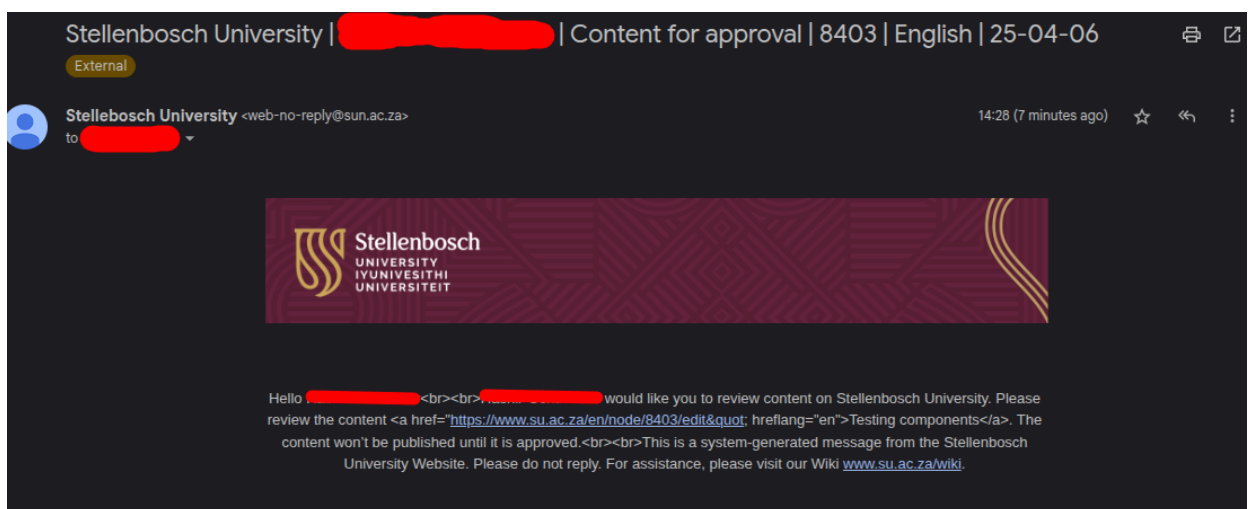 Stellenbosch University | | Content for approval | 8403 | English | 25-04-06
External
Stellebosch University <web-no-reply@sun.ac.za>
14:28 (7 minutes ago)
to
Stellenbosch
UNIVERSITY
IYUNIVESITHI
UNIVERSITEIT
Hello <br><br> would like you to review content on Stellenbosch University. Please
review the content <a href="https://www.su.ac.za/en/node/8403/edit&quot; hreflang="en">Testing components</a>. The
content won't be published until it is approved.<br><br>This is a system-generated message from the Stellenbosch
University Website. Please do not reply. For assistance, please visit our Wiki www.su.ac.za/wiki.